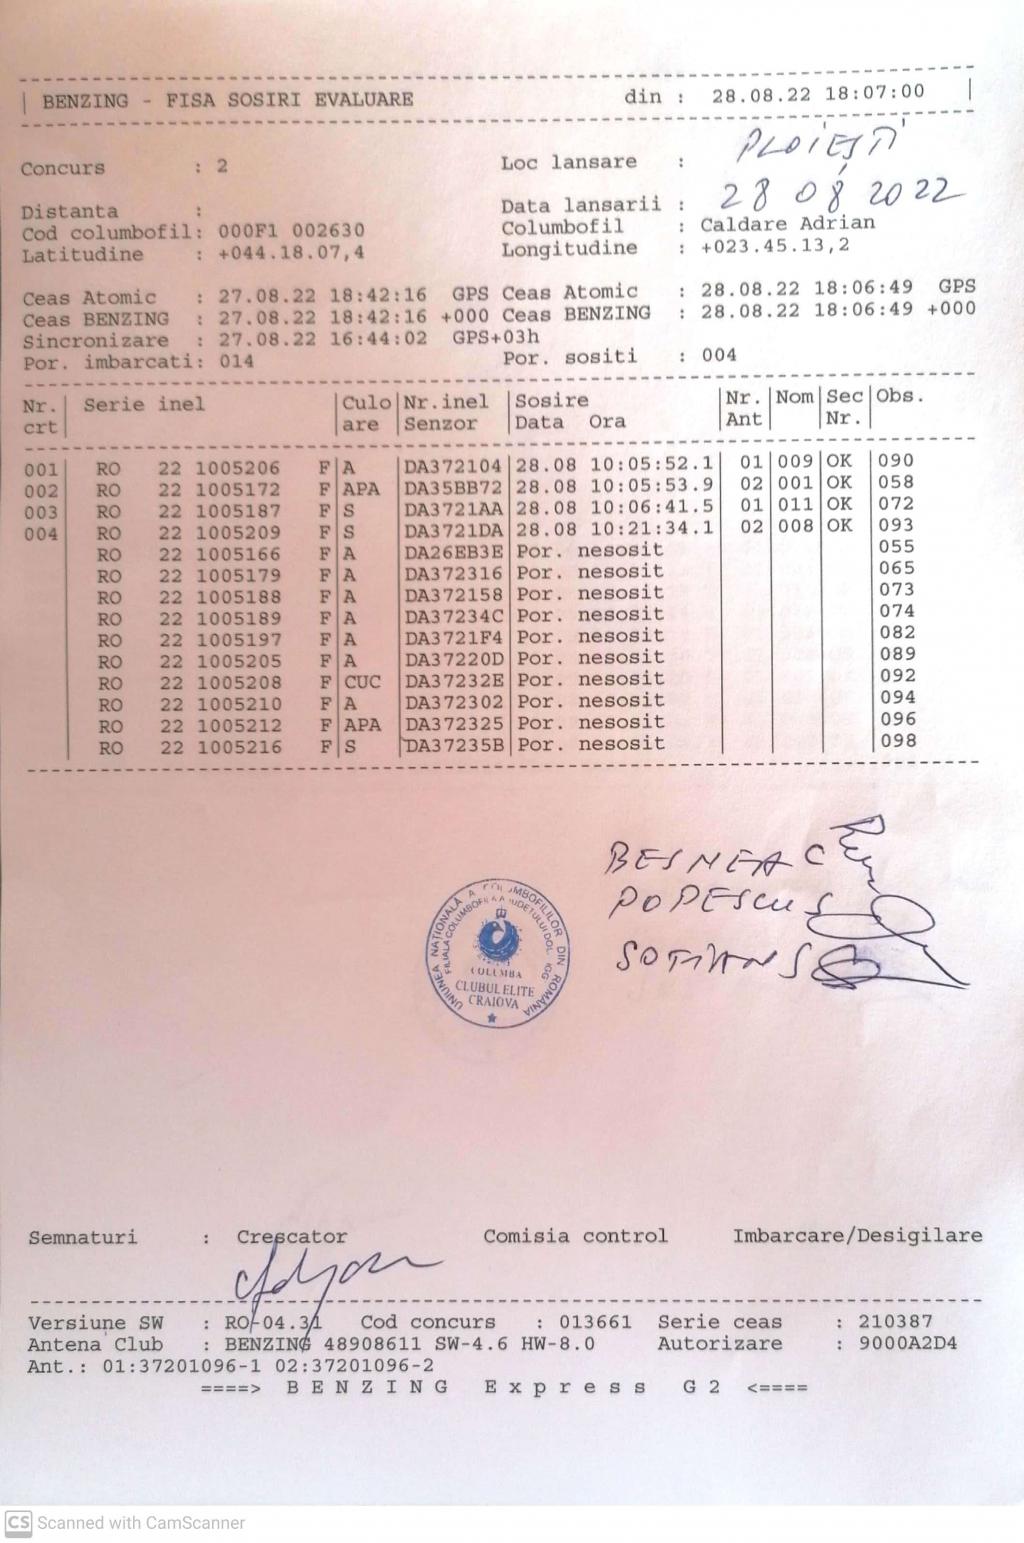 BENZING - FISA SOSIRI EVALUARE din : 28.08.22 18:07:00
Concurs : 2 Loc lansare : PLOIEȘTI
Distanta : Data lansarii : 28 08 2022
Cod columbofil: 000F1 002630 Columbofil : Caldare Adrian
Latitudine : +044.18.07,4 Longitudine : +023.45.13,2
Ceas Atomic : 27.08.22 18:42:16 GPS Ceas Atomic : 28.08.22 18:06:49 GPS
Ceas BENZING : 27.08.22 18:42:16 +000 Ceas BENZING : 28.08.22 18:06:49 +000
Sincronizare : 27.08.22 16:44:02 GPS+03h
Por. imbarcati: 014 Por. sositi : 004
Nr. Serie inel Culo Nr.inel Sosire Nr. Nom Sec Obs.
crt are Senzor Data Ora Ant Nr.
001 RO 22 1005206 F A DA372104 28.08 10:05:52.1 01 009 OK 090
002 RO 22 1005172 F APA DA35BB72 28.08 10:05:53.9 02 001 OK 058
003 RO 22 1005187 F S DA3721AA 28.08 10:06:41.5 01 011 OK 072
004 RO 22 1005209 F S DA3721DA 28.08 10:21:34.1 02 008 OK 093
RO 22 1005166 F A DA26EB3E Por. nesosit 055
RO 22 1005179 F A DA372316 Por. nesosit 065
RO 22 1005188 F A DA372158 Por. nesosit 073
RO 22 1005189 F A DA37234C Por. nesosit 074
RO 22 1005197 F A DA3721F4 Por. nesosit 082
RO 22 1005205 F A DA37220D Por. nesosit 089
RO 22 1005208 F CUC DA37232E Por. nesosit 092
RO 22 1005210 F A DA372302 Por. nesosit 094
RO 22 1005212 F APA DA372325 Por. nesosit 096
RO 22 1005216 F S DA37235B Por. nesosit 098
BESNEA C
POPESCU S
UNIUNEA NAȚIONALĂ A COLUMBOFILILOR DIN ROMÂNIA
FILIALA COLUMBOFILĂ A JUDEȚULUI DOLJ
COLUMBA
CLUBUL ELITE
CRAIOVA
Semnaturi : Crescator Comisia control Imbarcare/Desigilare
Versiune SW : RO-04.31 Cod concurs : 013661 Serie ceas : 210387
Antena Club : BENZING 48908611 SW-4.6 HW-8.0 Autorizare : 9000A2D4
Ant.: 01:37201096-1 02:37201096-2
====> B E N Z I N G E x p r e s s G 2 <====
CS Scanned with CamScanner